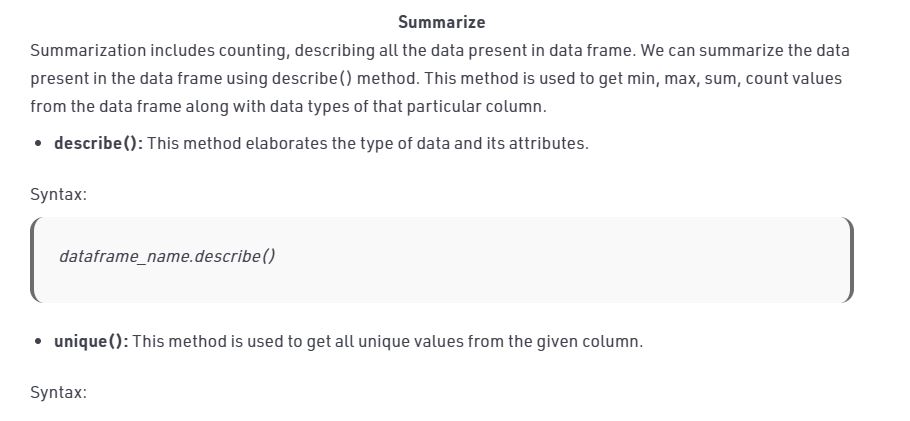 Summarize
Summarization includes counting, describing all the data present in data frame. We can summarize the data
present in the data frame using describe() method. This method is used to get min, max, sum, count values
from the data frame along with data types of that particular column.
• describe(): This method elaborates the type of data and its attributes.
Syntax:
dataframe_name.describe()
• unique(): This method is used to get all unique values from the given column.
Syntax: